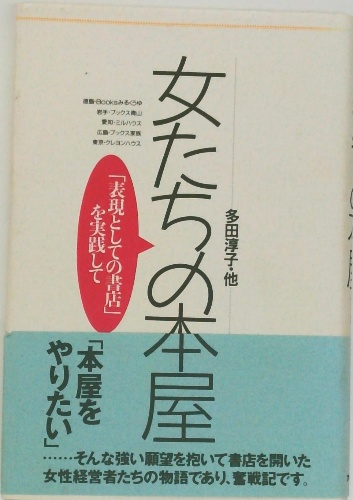 女たちの本屋
多田淳子・他
徳島・Booksみるくうゆ
岩手・ブックス青山
愛知・ミルハウス
広島・ブックス家族
東京・クレヨンハウス
「表現としての書店」
を実践して
「本屋を
やりたい」
……そんな強い願望を抱いて書店を開いた
女性経営者たちの物語であり、奮戦記です。